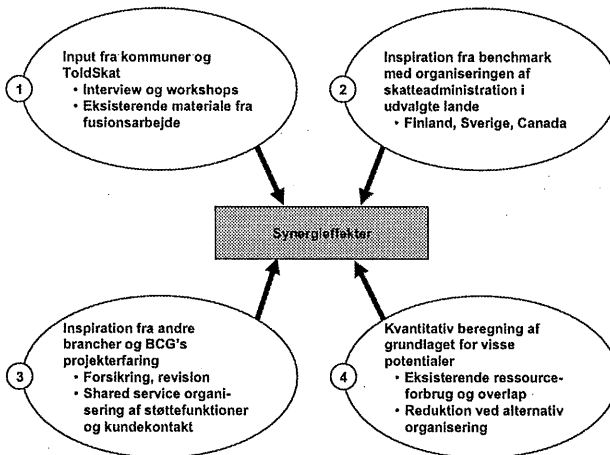 1
Input fra kommuner og
ToldSkat
• Interview og workshops
• Eksisterende materiale fra
fusionsarbejde
2
Inspiration fra benchmark
med organiseringen af
skatteadministration i
udvalgte lande
• Finland, Sverige, Canada
Synergieffekter
3
Inspiration fra andre
brancher og BCG's
projekterfaring
• Forsikring, revision
• Shared service organi-
sering af støttefunktioner
og kundekontakt
4
Kvantitativ beregning af
grundlaget for visse
potentialer
• Eksisterende ressource-
forbrug og overlap
• Reduktion ved alternativ
organisering